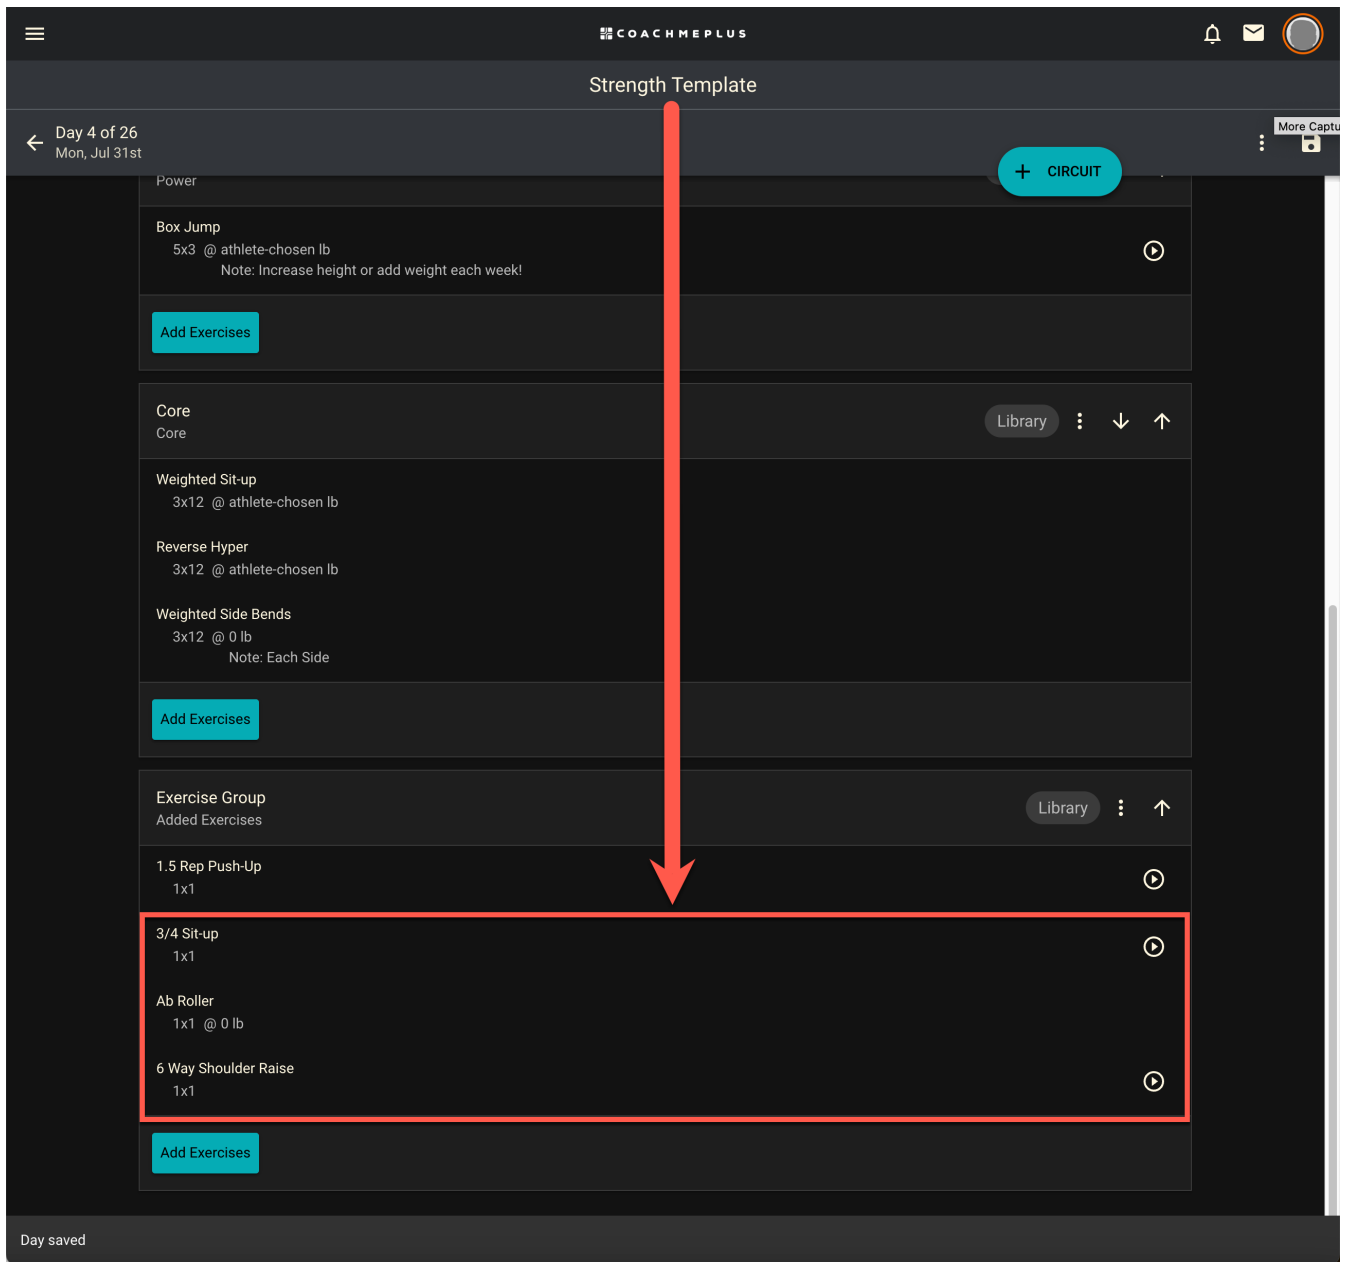 COACHMEPLUS
Strength Template
Day 4 of 26
Mon, Jul 31st
More Captu
+ CIRCUIT
Power
Box Jump
5x3 @ athlete-chosen lb
Note: Increase height or add weight each week!
Add Exercises
Core
Core
Library
Weighted Sit-up
3x12 @ athlete-chosen lb
Reverse Hyper
3x12 @ athlete-chosen lb
Weighted Side Bends
3x12 @ 0 lb
Note: Each Side
Add Exercises
Exercise Group
Added Exercises
Library
1.5 Rep Push-Up
1x1
3/4 Sit-up
1x1
Ab Roller
1x1 @ 0 lb
6 Way Shoulder Raise
1x1
Add Exercises
Day saved